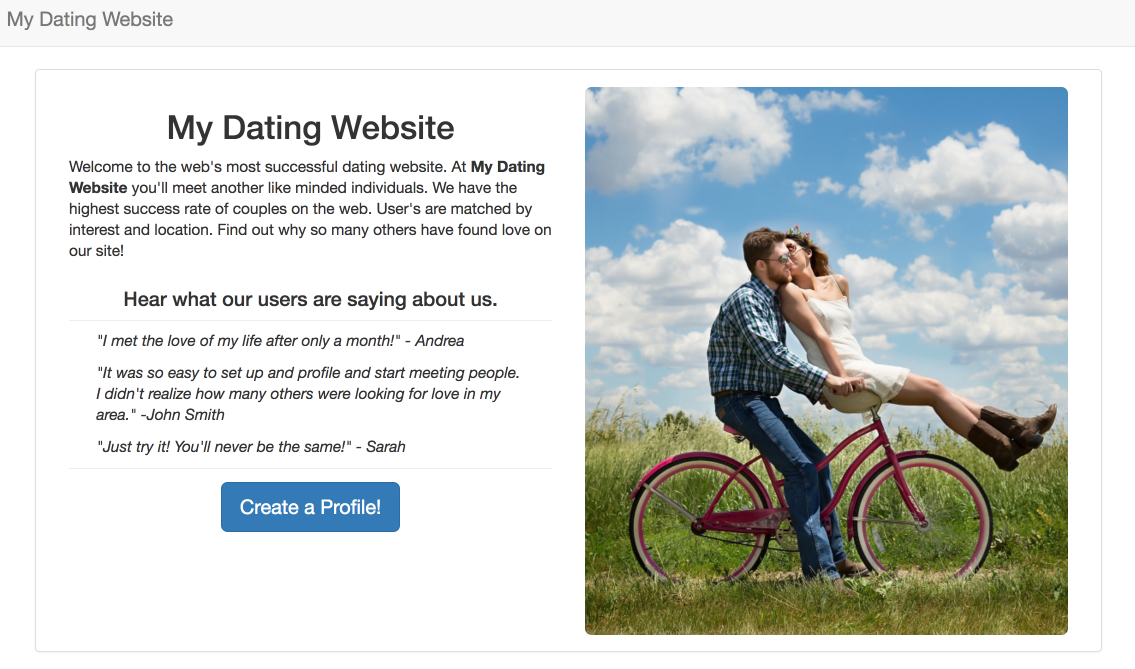 My Dating Website
My Dating Website
Welcome to the web's most successful dating website. At My Dating
Website you'll meet another like minded individuals. We have the
highest success rate of couples on the web. User's are matched by
interest and location. Find out why so many others have found love on
our site!
Hear what our users are saying about us.
"I met the love of my life after only a month!" - Andrea
"It was so easy to set up and profile and start meeting people.
I didn't realize how many others were looking for love in my
area." -John Smith
"Just try it! You'll never be the same!" - Sarah
Create a Profile!